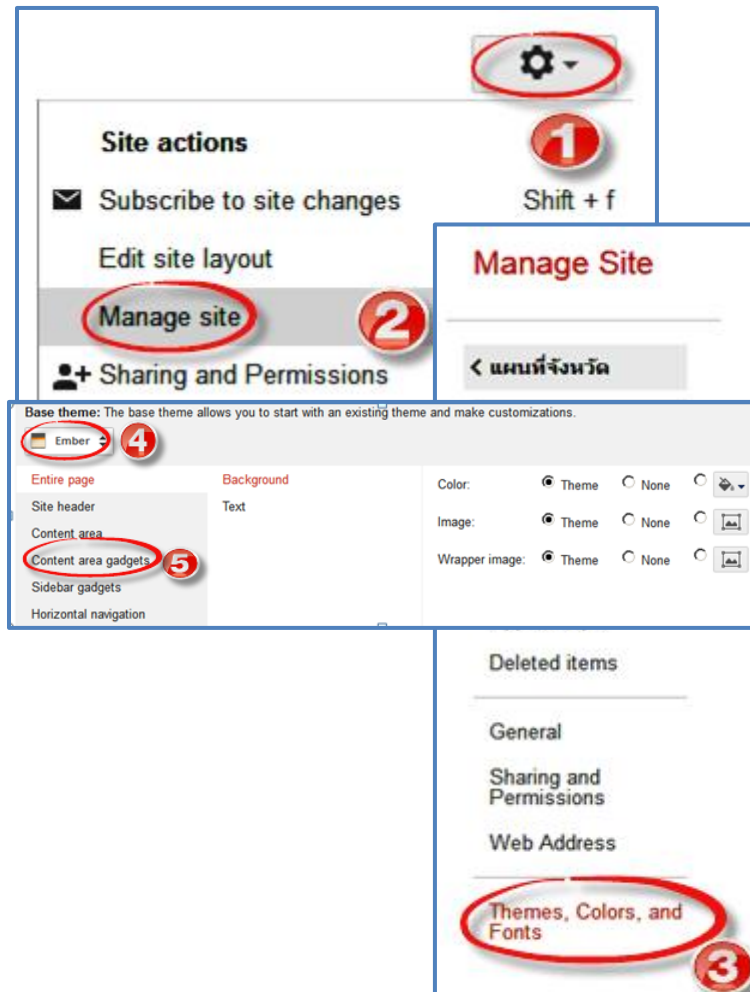 1
Site actions
Subscribe to site changes Shift + f
Edit site layout
Manage site 2
Sharing and Permissions
Manage Site
แผนที่จังหวัด
Base theme: The base theme allows you to start with an existing theme and make customizations.
Ember 4
Entire page
Site header
Content area
Content area gadgets 5
Sidebar gadgets
Horizontal navigation
Background
Text
Color: Theme None
Image: Theme None
Wrapper image: Theme None
Deleted items
General
Sharing and
Permissions
Web Address
Themes, Colors, and
Fonts
3